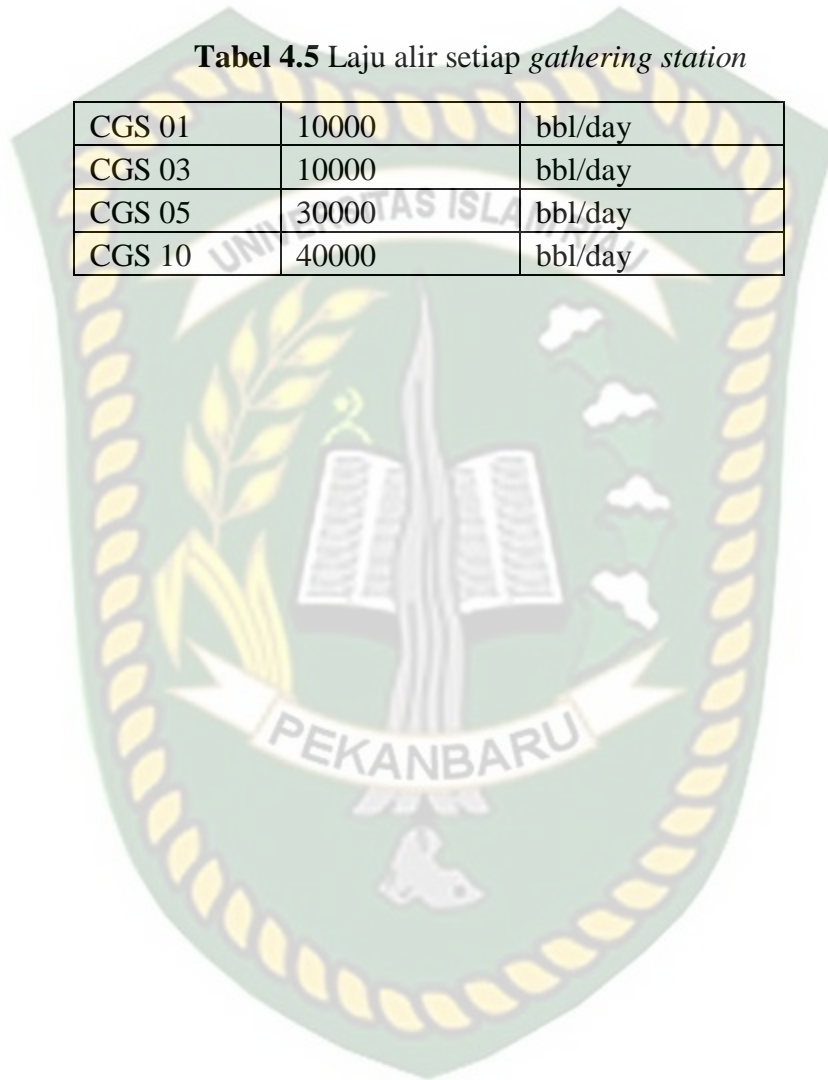 Tabel 4.5 Laju alir setiap gathering station
CGS 01 10000 bbl/day
CGS 03 10000 bbl/day
CGS 05 30000 bbl/day
CGS 10 40000 bbl/day
UNIVERSITAS ISLAM RIAU
PEKANBARU